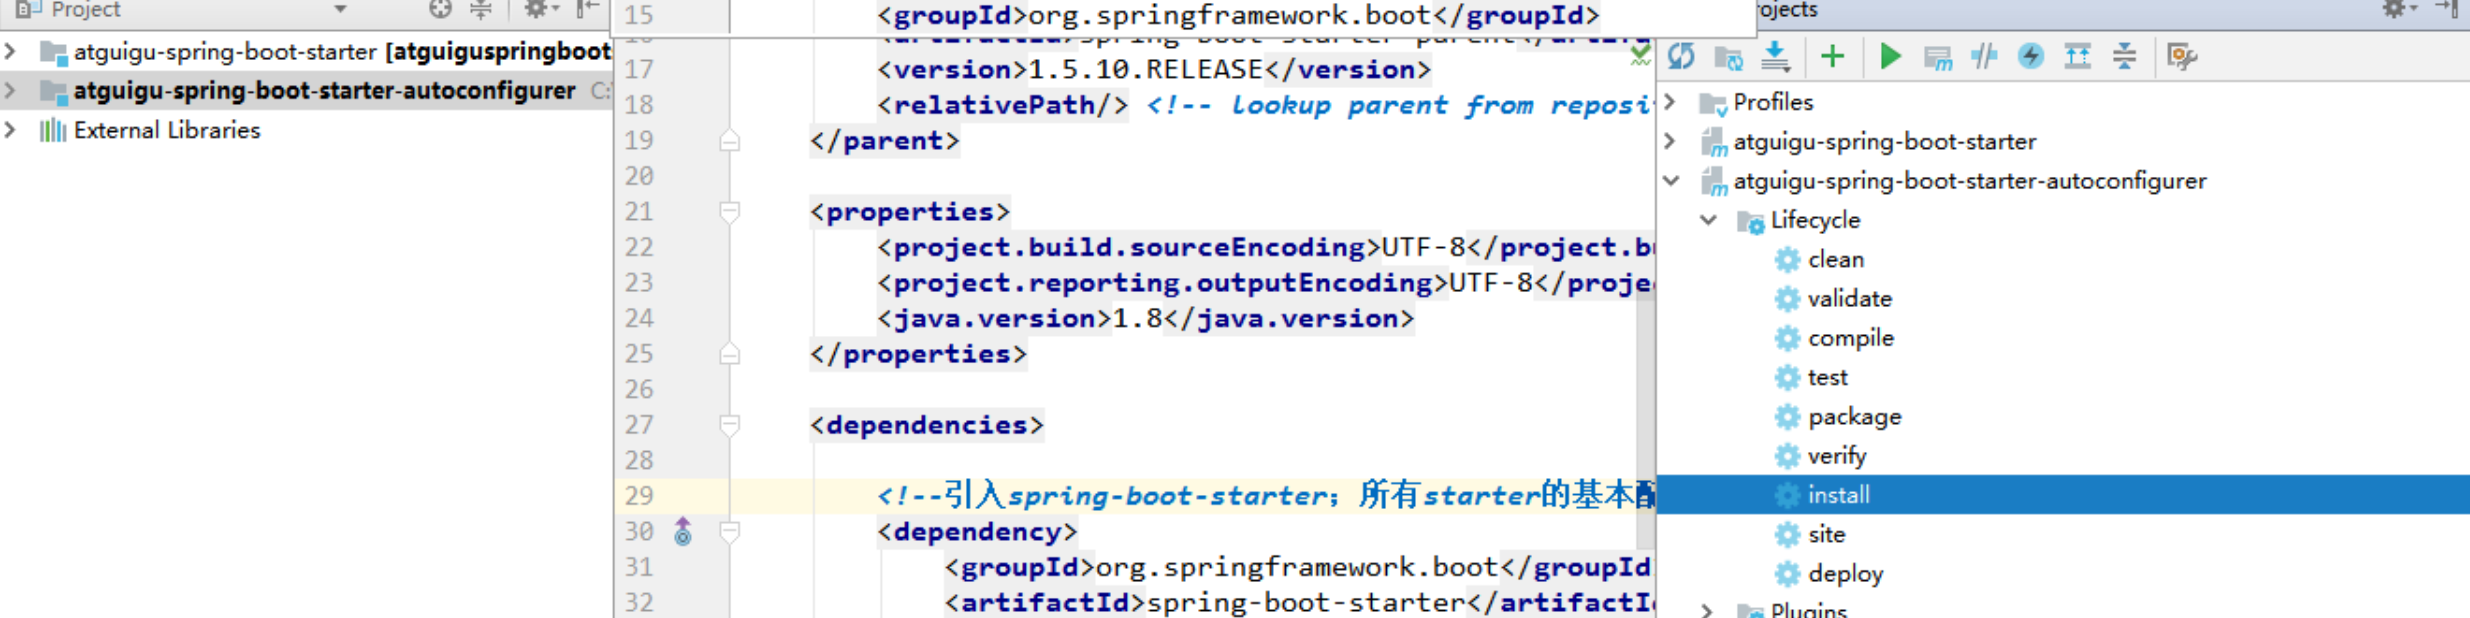 Project
atguigu-spring-boot-starter [atguiguspringboot
atguigu-spring-boot-starter-autoconfigurer C:
External Libraries
15 <groupId>org.springframework.boot</groupId>
17 <version>1.5.10.RELEASE</version>
18 <relativePath/> <!-- lookup parent from reposi
19 </parent>
20
21 <properties>
22 <project.build.sourceEncoding>UTF-8</project.b
23 <project.reporting.outputEncoding>UTF-8</proje
24 <java.version>1.8</java.version>
25 </properties>
26
27 <dependencies>
28
29 <!--引入spring-boot-starter；所有starter的基本配
30 <dependency>
31 <groupId>org.springframework.boot</groupId
32 <artifactId>spring-boot-starter</artifactI
ojects
Profiles
atguigu-spring-boot-starter
atguigu-spring-boot-starter-autoconfigurer
Lifecycle
clean
validate
compile
test
package
verify
install
site
deploy
Plugins